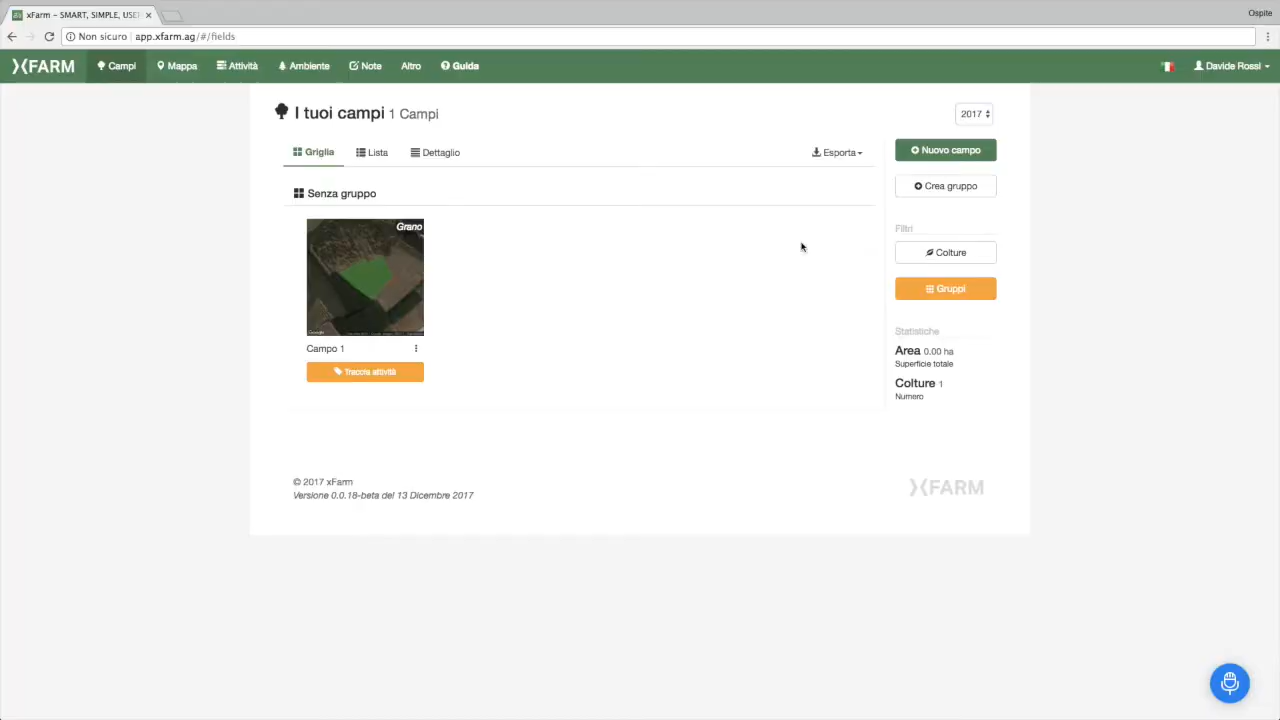 xFarm – SMART, SIMPLE, USE
Ospite
Non sicuro
app.xfarm.ag/#/fields
XFARM
Campi
Mappa
Attività
Ambiente
Note
Altro
Guida
Davide Rossi
I tuoi campi 1 Campi
2017
Griglia
Lista
Dettaglio
Esporta
Nuovo campo
Crea gruppo
Senza gruppo
Grano
Campo 1
Traccia attività
Filtri
Colture
Gruppi
Statistiche
Area 0.00 ha
Superficie totale
Colture 1
Numero
© 2017 xFarm
Versione 0.0.18-beta del 13 Dicembre 2017
XFARM